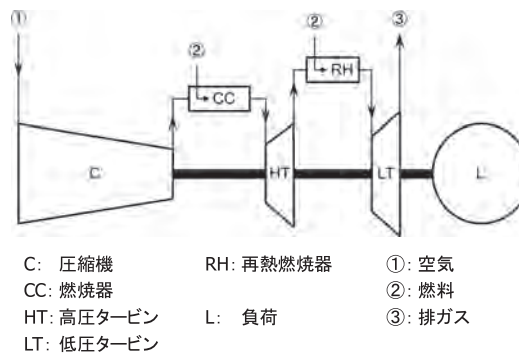 ①
②
②
③
CC
RH
C
HT
LT
L
C: 圧縮機
RH: 再熱燃焼器
①: 空気
CC: 燃焼器
②: 燃料
HT: 高圧タービン
L: 負荷
③: 排ガス
LT: 低圧タービン